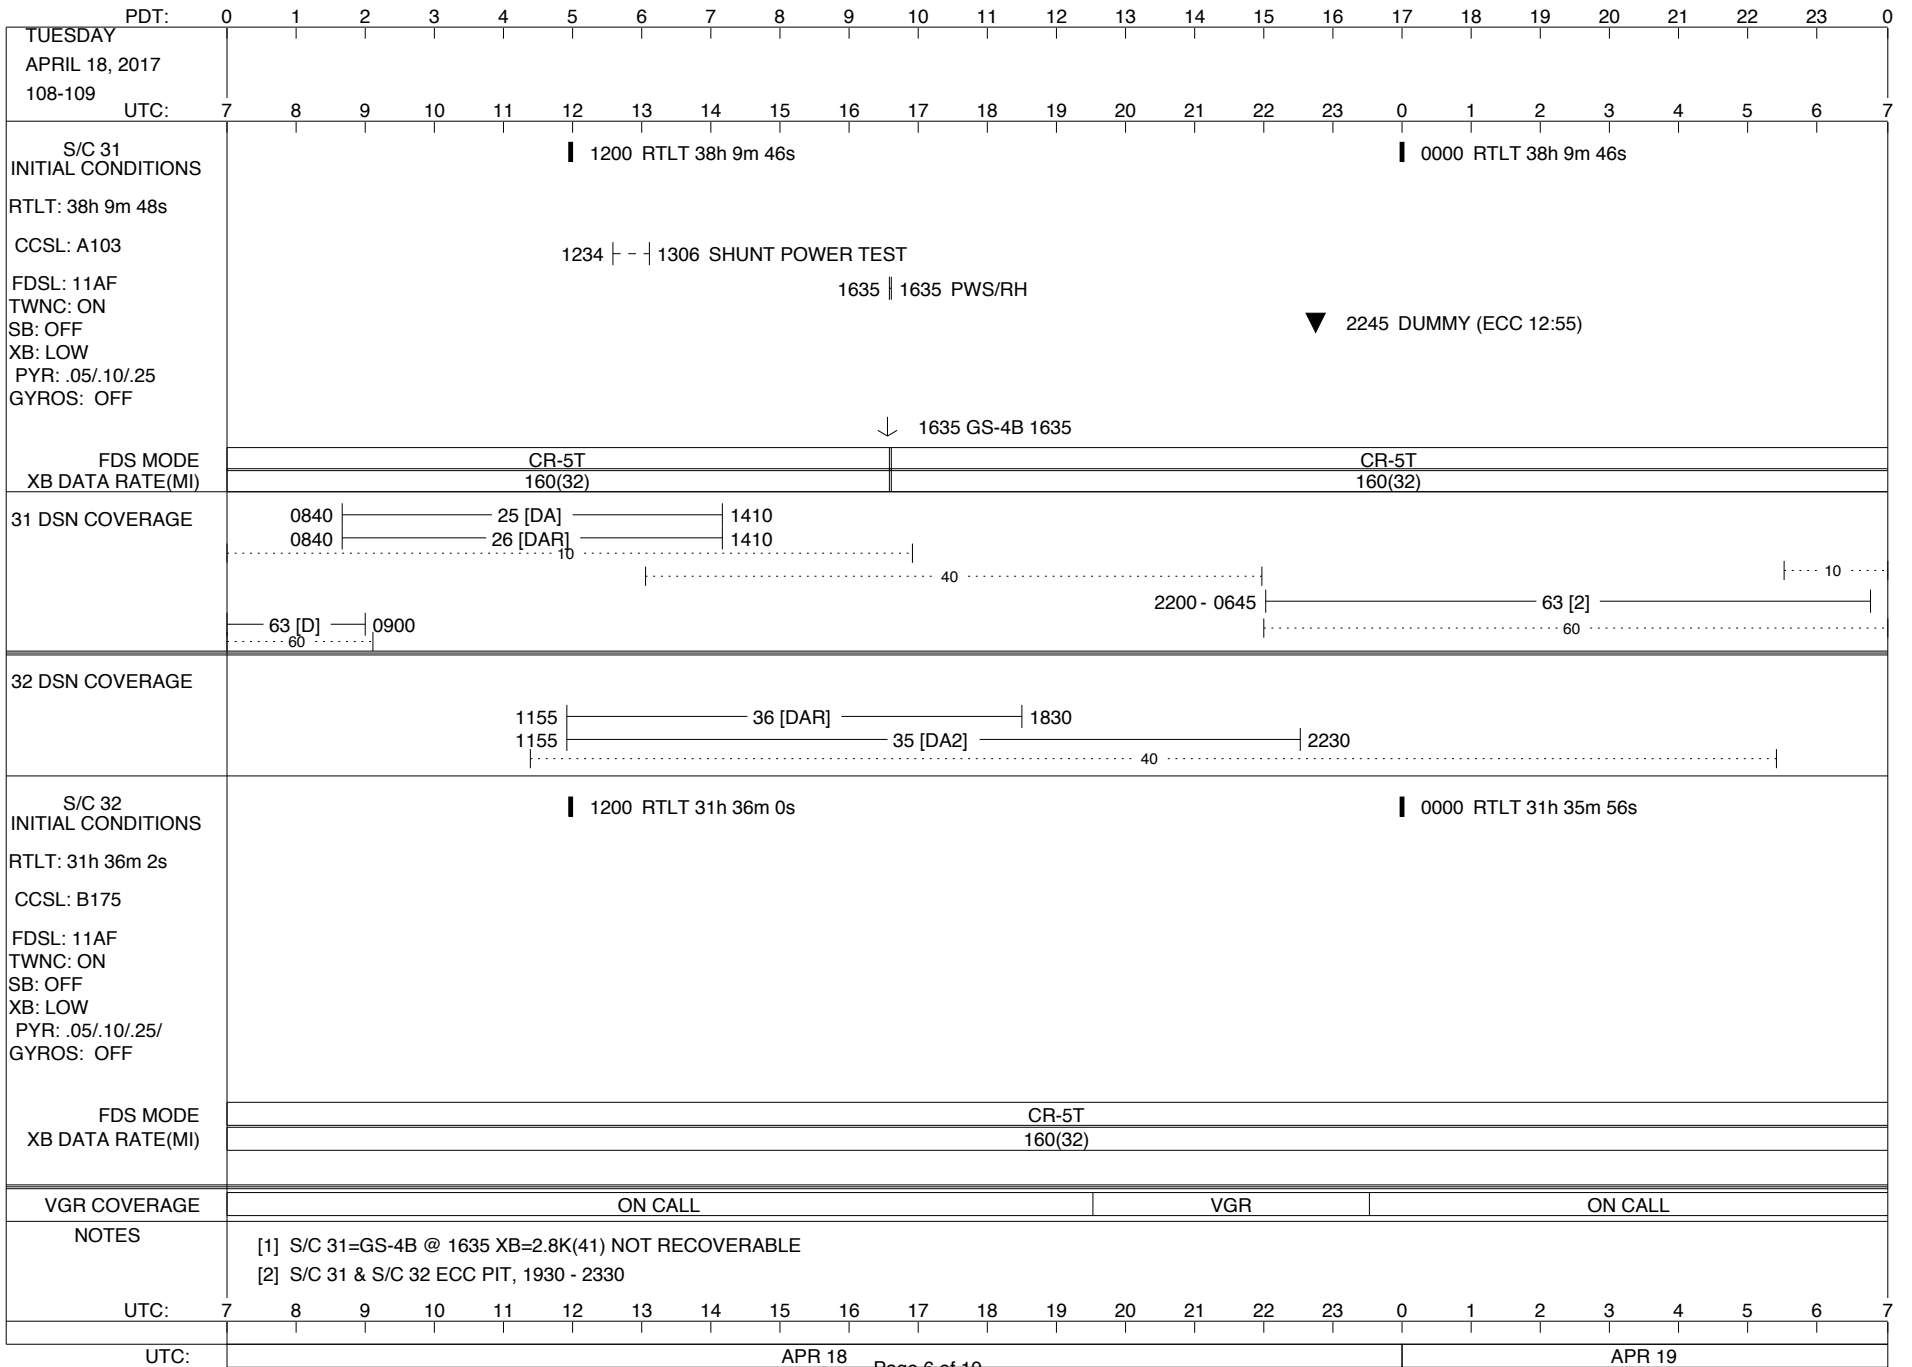 PDT: 0 1 2 3 4 5 6 7 8 9 10 11 12 13 14 15 16 17 18 19 20 21 22 23 0
TUESDAY
APRIL 18, 2017
108-109
UTC: 7 8 9 10 11 12 13 14 15 16 17 18 19 20 21 22 23 0 1 2 3 4 5 6 7
S/C 31
INITIAL CONDITIONS
1200 RTLT 38h 9m 46s
0000 RTLT 38h 9m 46s
RTLT: 38h 9m 48s
CCSL: A103
1234 1306 SHUNT POWER TEST
FDSL: 11AF
1635 1635 PWS/RH
TWNC: ON
SB: OFF
2245 DUMMY (ECC 12:55)
XB: LOW
PYR: .05/.10/.25
GYROS: OFF
1635 GS-4B 1635
FDS MODE CR-5T CR-5T
XB DATA RATE(MI) 160(32) 160(32)
31 DSN COVERAGE
0840 25 [DA] 1410
0840 26 [DAR] 1410
10
40
10
2200 - 0645 63 [2]
63 [D] 0900
60
60
32 DSN COVERAGE
1155 36 [DAR] 1830
1155 35 [DA2] 2230
40
S/C 32
INITIAL CONDITIONS
1200 RTLT 31h 36m 0s
0000 RTLT 31h 35m 56s
RTLT: 31h 36m 2s
CCSL: B175
FDSL: 11AF
TWNC: ON
SB: OFF
XB: LOW
PYR: .05/.10/.25/
GYROS: OFF
FDS MODE CR-5T
XB DATA RATE(MI) 160(32)
VGR COVERAGE ON CALL VGR ON CALL
NOTES
[1] S/C 31=GS-4B @ 1635 XB=2.8K(41) NOT RECOVERABLE
[2] S/C 31 & S/C 32 ECC PIT, 1930 - 2330
UTC: 7 8 9 10 11 12 13 14 15 16 17 18 19 20 21 22 23 0 1 2 3 4 5 6 7
UTC: APR 18 APR 19
Page 6 of 19